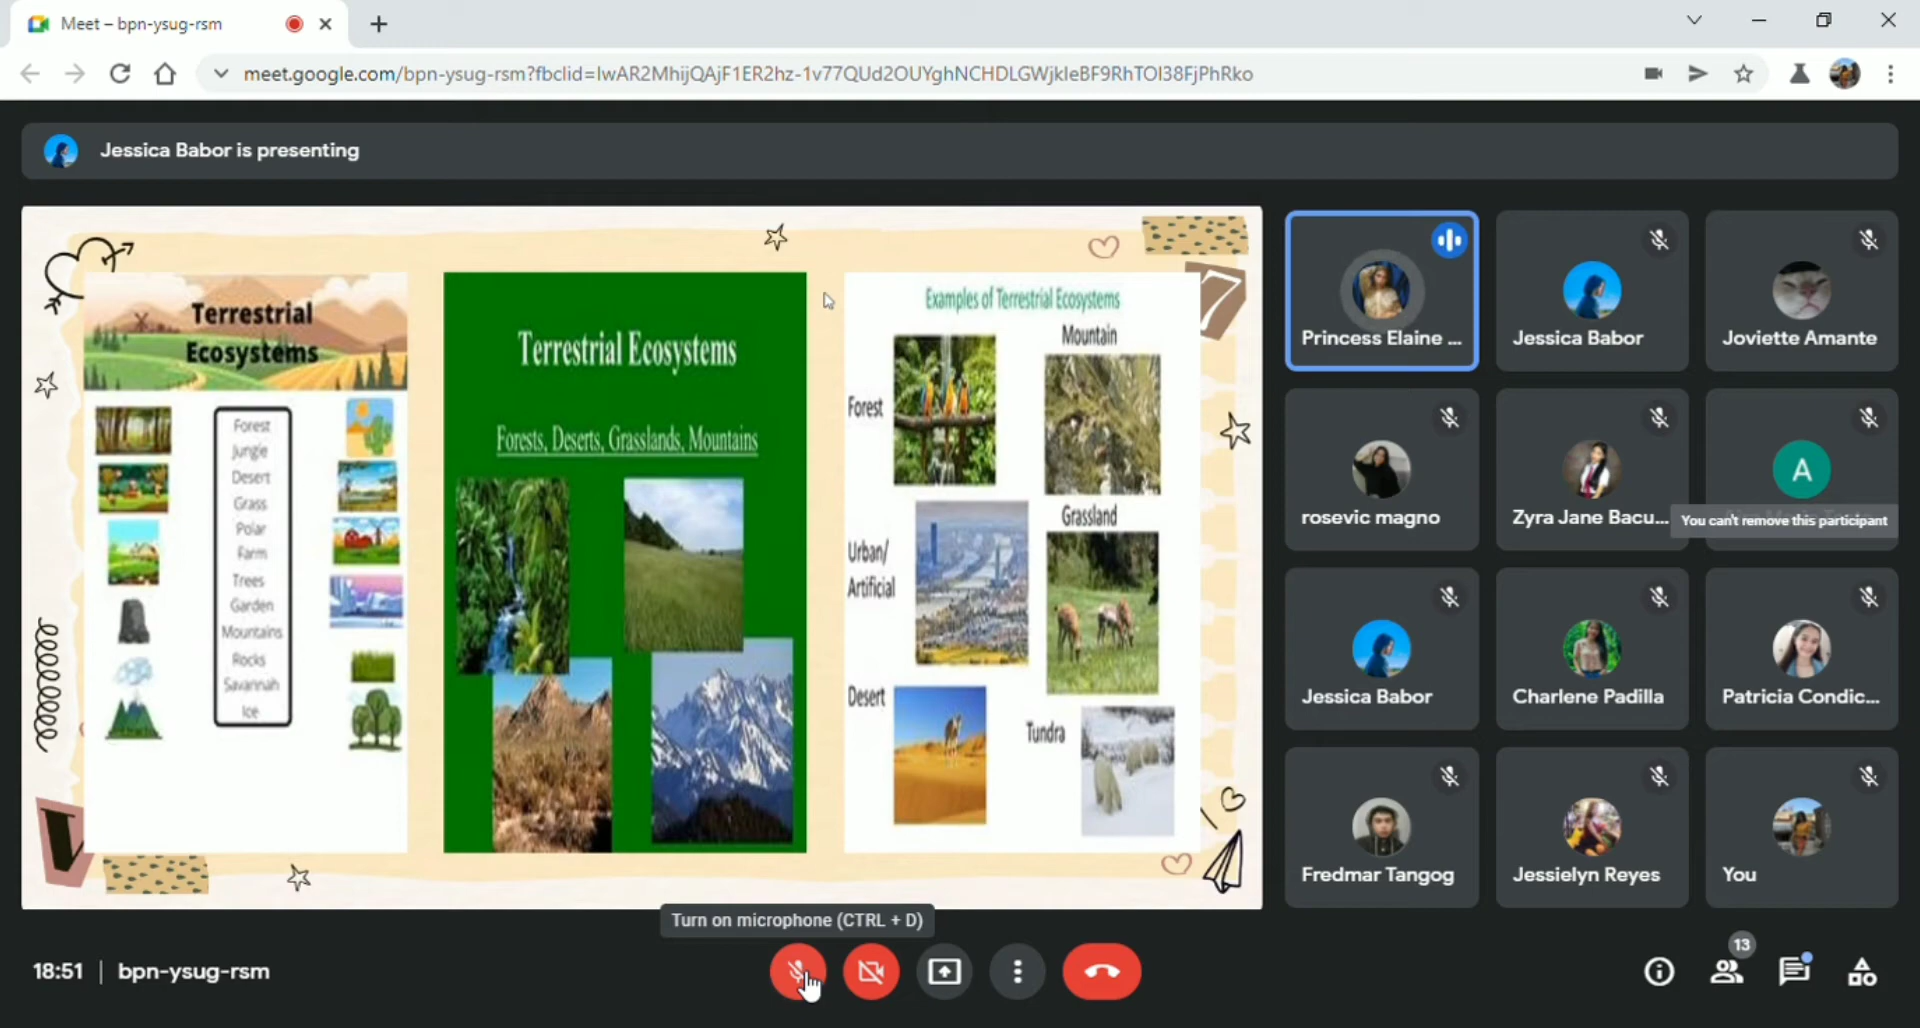 Meet – bpn-ysug-rsm
meet.google.com/bpn-ysug-rsm?fbclid=IwAR2MhijQAjF1ER2hz-1v77QUd2OUYghNCHDLGWjkIeBF9RhTOI38FjPhRko
Jessica Babor is presenting
Terrestrial
Ecosystems
Forest
Jungle
Desert
Grass
Polar
Farm
Trees
Garden
Mountains
Rocks
Savannah
Ice
Terrestrial Ecosystems
Forests, Deserts, Grasslands, Mountains
Examples of Terrestrial Ecosystems
Mountain
Forest
Grassland
Urban/
Artificial
Desert
Tundra
Princess Elaine ...
Jessica Babor
Joviette Amante
rosevic magno
Zyra Jane Bacu...
A
You can't remove this participant
Jessica Babor
Charlene Padilla
Patricia Condic...
Fredmar Tangog
Jessielyn Reyes
You
Turn on microphone (CTRL + D)
18:51 | bpn-ysug-rsm
13